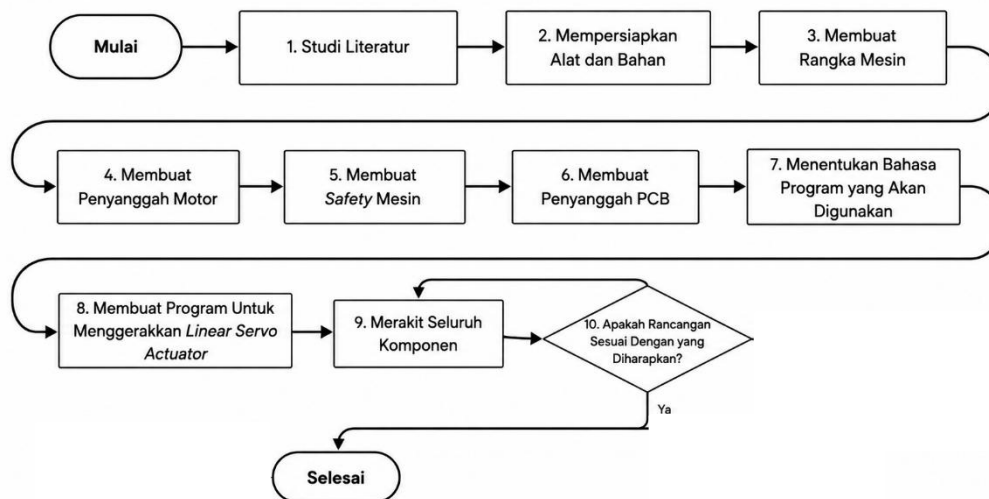 Mulai
1. Studi Literatur
2. Mempersiapkan
Alat dan Bahan
3. Membuat
Rangka Mesin
4. Membuat
Penyanggah Motor
5. Membuat
Safety Mesin
6. Membuat
Penyanggah PCB
7. Menentukan Bahasa
Program yang Akan
Digunakan
8. Membuat Program Untuk
Menggerakkan Linear Servo
Actuator
9. Merakit Seluruh
Komponen
10. Apakah Rancangan
Sesuai Dengan yang
Diharapkan?
Ya
Selesai